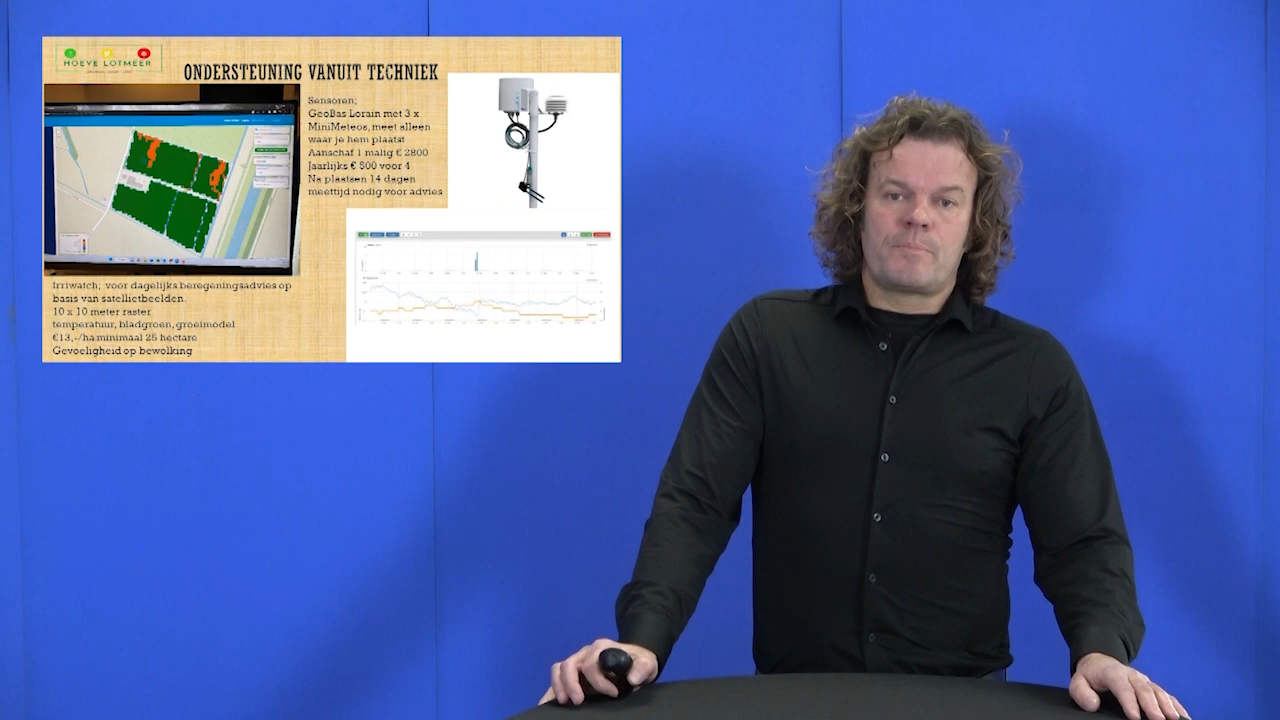 HOEVE LOTMEER
ONDERSTEUNING VANUIT TECHNIEK
Sensoren;
GeoBas Lorain met 3 x
MiniMeteos, meet alleen
waar je hem plaatst
Aanschaf 1 malig € 2800
Jaarlijks € 500 voor 4
Na plaatsen 14 dagen
meettijd nodig voor advies
Irriwatch; voor dagelijks beregeningsadvies op
basis van satellietbeelden.
10 x 10 meter raster
temperatuur, bladgroen, groeimodel
€13,-/ha minimaal 25 hectare
Gevoeligheid op bewolking